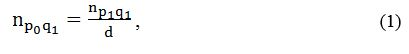 n_{p_0 q_1} = \frac{n_{p_1 q_1}}{d}, (1)